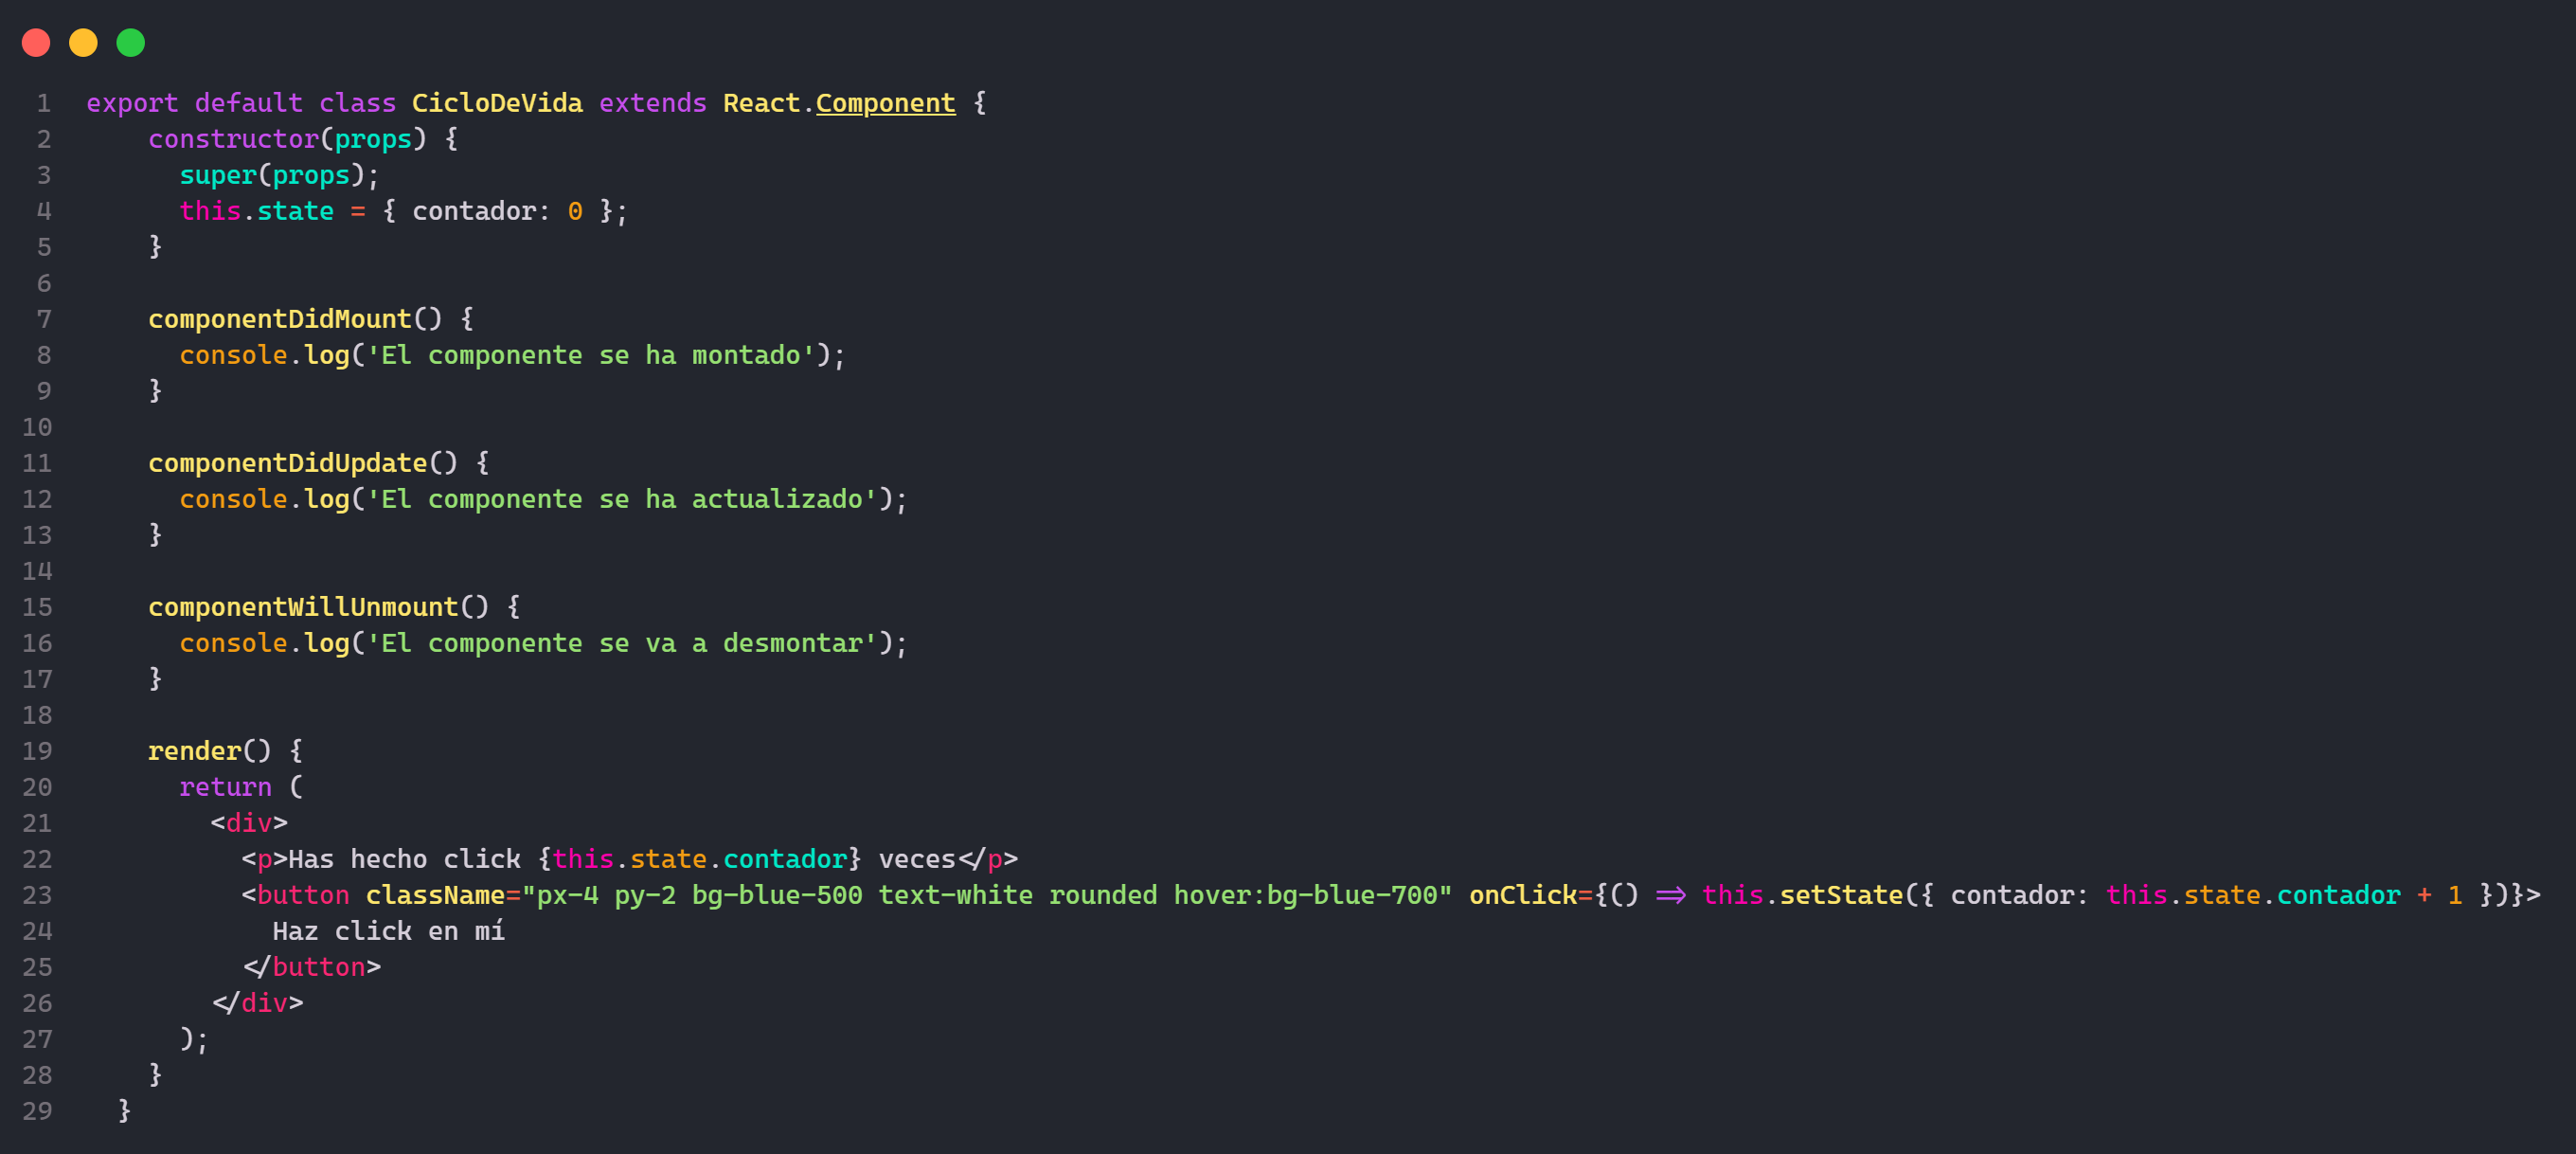 1 export default class CicloDeVida extends React.Component {
2     constructor(props) {
3       super(props);
4       this.state = { contador: 0 };
5     }
6
7     componentDidMount() {
8       console.log('El componente se ha montado');
9     }
10
11     componentDidUpdate() {
12       console.log('El componente se ha actualizado');
13     }
14
15     componentWillUnmount() {
16       console.log('El componente se va a desmontar');
17     }
18
19     render() {
20       return (
21         <div>
22           <p>Has hecho click {this.state.contador} veces</p>
23           <button className="px-4 py-2 bg-blue-500 text-white rounded hover:bg-blue-700" onClick={() => this.setState({ contador: this.state.contador + 1 })}>
24             Haz click en mí
25           </button>
26         </div>
27       );
28     }
29   }